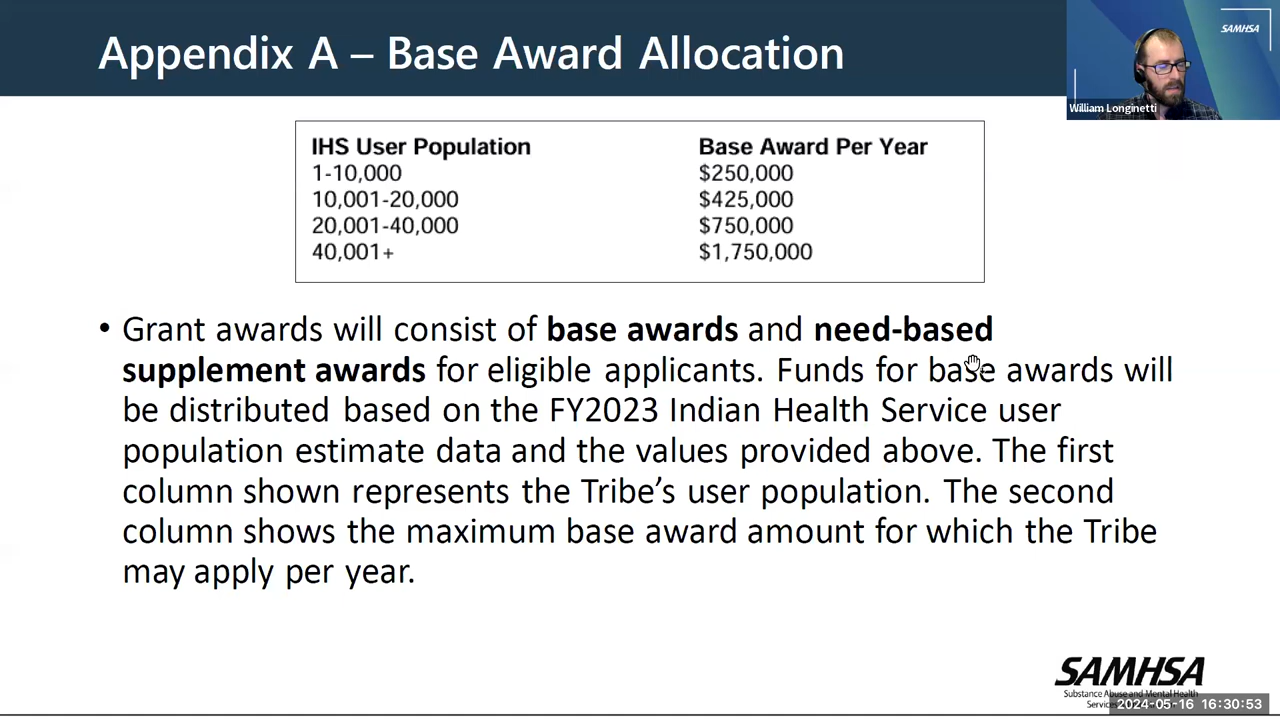 Appendix A – Base Award Allocation
SAMHSA
William Longinetti
IHS User Population Base Award Per Year
1-10,000 $250,000
10,001-20,000 $425,000
20,001-40,000 $750,000
40,001+ $1,750,000
• Grant awards will consist of base awards and need-based
supplement awards for eligible applicants. Funds for base awards will
be distributed based on the FY2023 Indian Health Service user
population estimate data and the values provided above. The first
column shown represents the Tribe’s user population. The second
column shows the maximum base award amount for which the Tribe
may apply per year.
SAMHSA
Substance Abuse and Mental Health
Services
2024-05-16 16:30:53